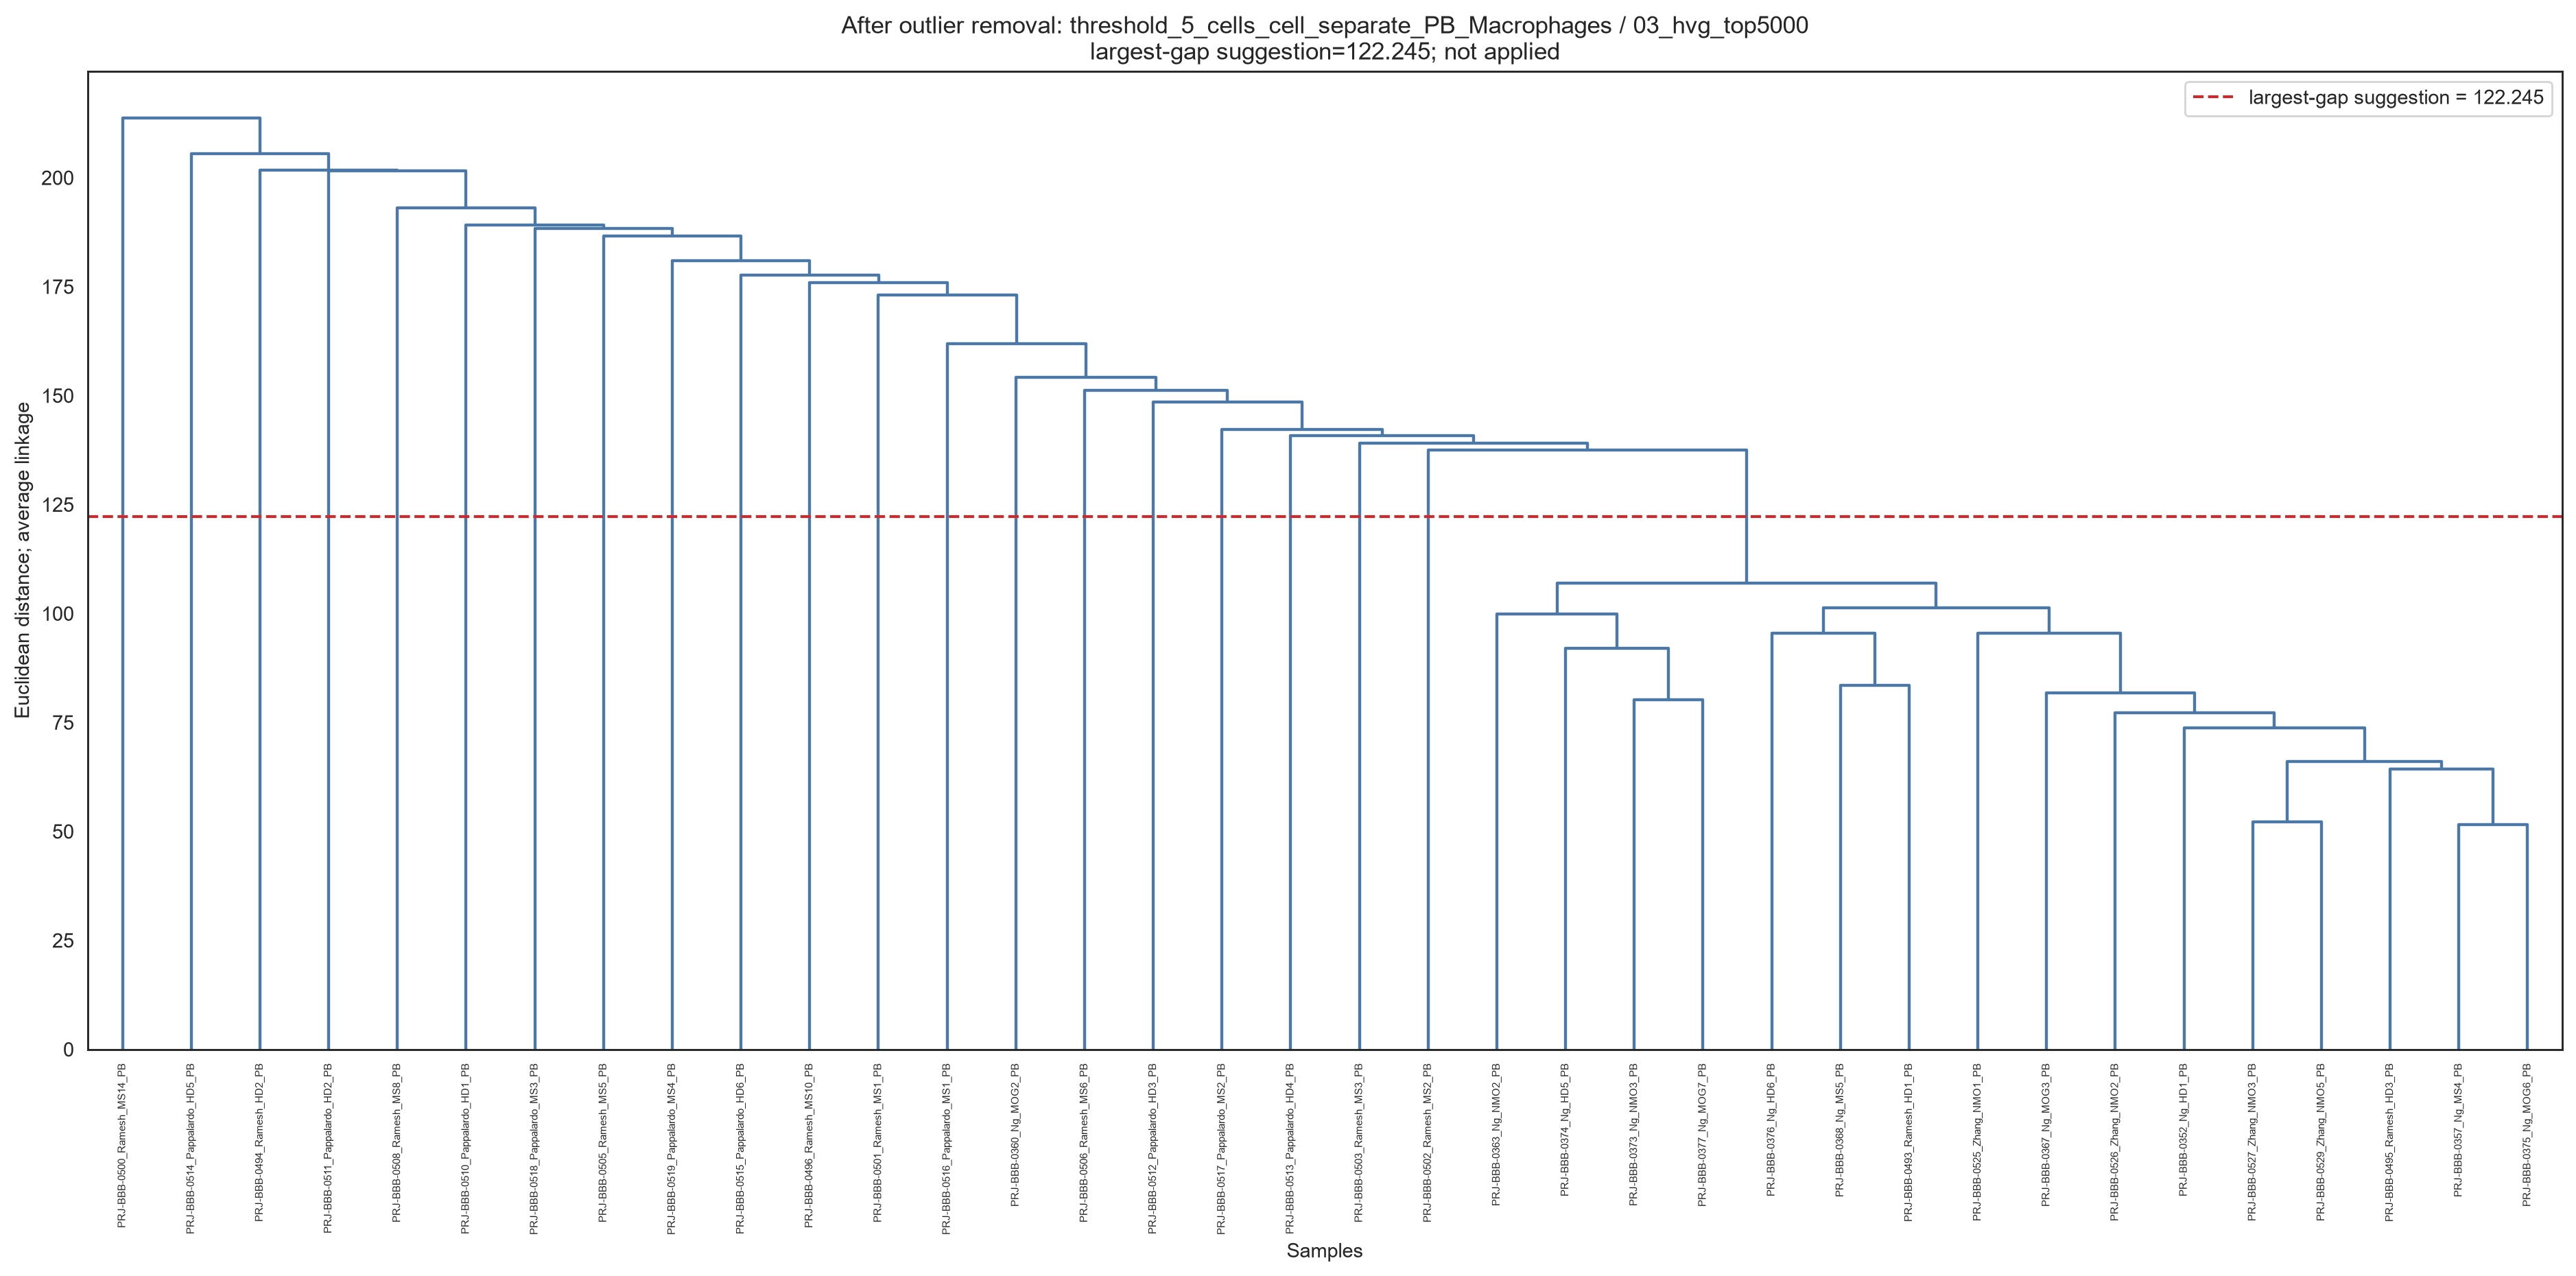 After outlier removal: threshold_5_cells_cell_separate_PB_Macrophages / 03_hvg_top5000
largest-gap suggestion=122.245; not applied
largest-gap suggestion = 122.245
Euclidean distance; average linkage
200
175
150
125
100
75
50
25
0
PRJ-BBB-0500_Ramesh_MS14_PB
PRJ-BBB-0514_Pappalardo_HD5_PB
PRJ-BBB-0494_Ramesh_HD2_PB
PRJ-BBB-0511_Pappalardo_HD2_PB
PRJ-BBB-0508_Ramesh_MS8_PB
PRJ-BBB-0510_Pappalardo_HD1_PB
PRJ-BBB-0518_Pappalardo_MS3_PB
PRJ-BBB-0505_Ramesh_MS5_PB
PRJ-BBB-0519_Pappalardo_MS4_PB
PRJ-BBB-0515_Pappalardo_HD6_PB
PRJ-BBB-0496_Ramesh_MS10_PB
PRJ-BBB-0501_Ramesh_MS1_PB
PRJ-BBB-0516_Pappalardo_MS1_PB
PRJ-BBB-0360_Ng_MOG2_PB
PRJ-BBB-0506_Ramesh_MS6_PB
PRJ-BBB-0512_Pappalardo_HD3_PB
PRJ-BBB-0517_Pappalardo_MS2_PB
PRJ-BBB-0513_Pappalardo_HD4_PB
PRJ-BBB-0503_Ramesh_MS3_PB
PRJ-BBB-0502_Ramesh_MS2_PB
PRJ-BBB-0363_Ng_NMO2_PB
PRJ-BBB-0374_Ng_HD5_PB
PRJ-BBB-0373_Ng_NMO3_PB
PRJ-BBB-0377_Ng_MOG7_PB
PRJ-BBB-0376_Ng_HD6_PB
PRJ-BBB-0368_Ng_MS5_PB
PRJ-BBB-0493_Ramesh_HD1_PB
PRJ-BBB-0525_Zhang_NMO1_PB
PRJ-BBB-0367_Ng_MOG3_PB
PRJ-BBB-0526_Zhang_NMO2_PB
PRJ-BBB-0352_Ng_HD1_PB
PRJ-BBB-0527_Zhang_NMO3_PB
PRJ-BBB-0529_Zhang_NMO5_PB
PRJ-BBB-0495_Ramesh_HD3_PB
PRJ-BBB-0357_Ng_MS4_PB
PRJ-BBB-0375_Ng_MOG6_PB
Samples